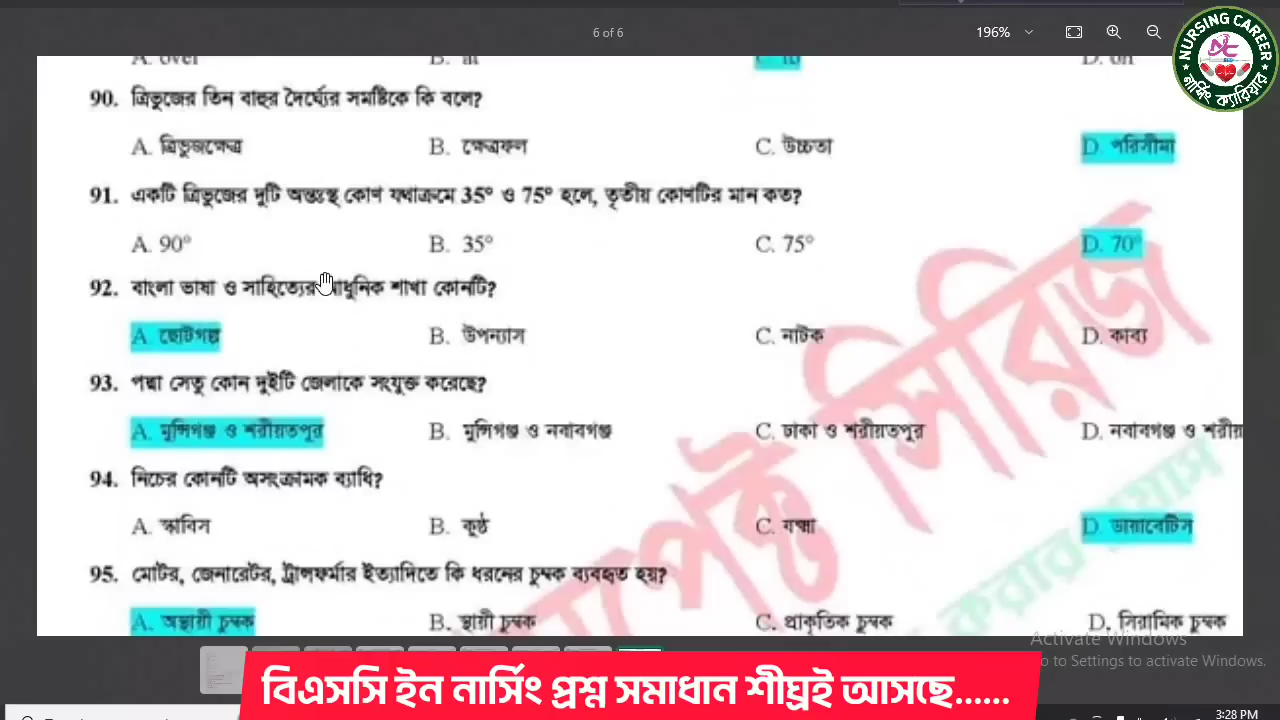 6 of 6
196%
NURSING CAREER
নার্সিং ক্যারিয়ার
A. over B. at C. to D. on
90. ত্রিভুজের তিন বাহুর দৈর্ঘ্যের সমষ্টিকে কি বলে?
A. ত্রিভুজক্ষেত্র B. ক্ষেত্রফল C. উচ্চতা D. পরিসীমা
91. একটি ত্রিভুজের দুটি অন্তঃস্থ কোণ যথাক্রমে 35° ও 75° হলে, তৃতীয় কোণটির মান কত?
A. 90° B. 35° C. 75° D. 70°
92. বাংলা ভাষা ও সাহিত্যের আধুনিক শাখা কোনটি?
A. ছোটগল্প B. উপন্যাস C. নাটক D. কাব্য
93. পদ্মা সেতু কোন দুইটি জেলাকে সংযুক্ত করেছে?
A. মুন্সিগঞ্জ ও শরীয়তপুর B. মুন্সিগঞ্জ ও নবাবগঞ্জ C. ঢাকা ও শরীয়তপুর D. নবাবগঞ্জ ও শরীয়
94. নিচের কোনটি অসংক্রামক ব্যাধি?
A. স্কাবিস B. কুষ্ঠ C. যক্ষ্মা D. ডায়াবেটিস
95. মোটর, জেনারেটর, ট্রান্সফর্মার ইত্যাদিতে কি ধরনের চুম্বক ব্যবহৃত হয়?
A. অস্থায়ী চুম্বক B. স্থায়ী চুম্বক C. প্রাকৃতিক চুম্বক D. সিরামিক চুম্বক
সিরিজ
Activate Windows
Go to Settings to activate Windows.
বিএসসি ইন নার্সিং প্রশ্ন সমাধান শীঘ্রই আসছে......
3:28 PM